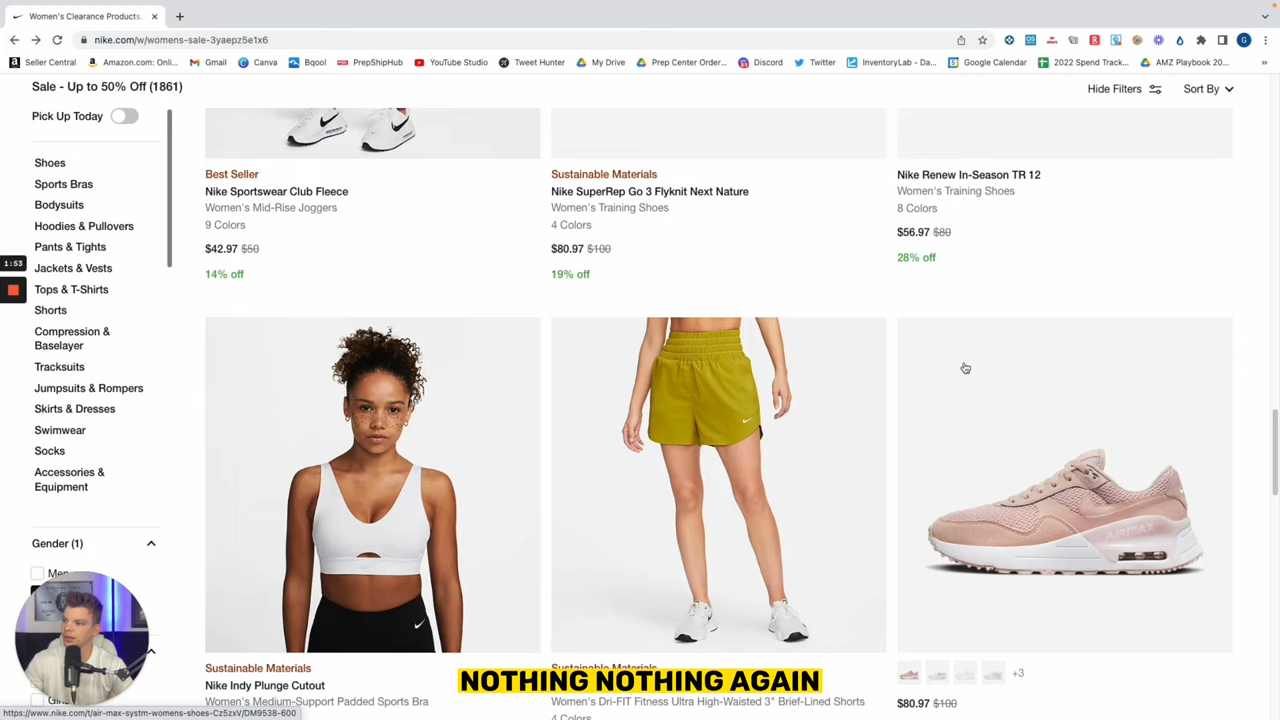 Women's Clearance Products.
nike.com/w/womens-sale-3yaepz5e1x6
Seller Central
Amazon.com: Onli...
Gmail
Canva
Bqool
PrepShipHub
YouTube Studio
Tweet Hunter
My Drive
Prep Center Order...
Discord
Twitter
InventoryLab - Da...
Google Calendar
2022 Spend Track...
AMZ Playbook 20...
Sale - Up to 50% Off (1861)
Hide Filters
Sort By
Pick Up Today
Shoes
Sports Bras
Bodysuits
Hoodies & Pullovers
Pants & Tights
Jackets & Vests
Tops & T-Shirts
Shorts
Compression &
Baselayer
Tracksuits
Jumpsuits & Rompers
Skirts & Dresses
Swimwear
Socks
Accessories &
Equipment
Gender (1)
1:53
Best Seller
Nike Sportswear Club Fleece
Women's Mid-Rise Joggers
9 Colors
$42.97 $50
14% off
Sustainable Materials
Nike SuperRep Go 3 Flyknit Next Nature
Women's Training Shoes
4 Colors
$80.97 $100
19% off
Nike Renew In-Season TR 12
Women's Training Shoes
8 Colors
$56.97 $80
28% off
AIRMAX
Sustainable Materials
Nike Indy Plunge Cutout
Women's Medium-Support Padded Sports Bra
Sustainable Materials
Women's Dri-FIT Fitness Ultra High-Waisted 3" Brief-Lined Shorts
4 Colors
+3
$80.97 $100
NOTHING NOTHING AGAIN
https://www.nike.com/t/air-max-systm-womens-shoes-Cz5zxV/DM9538-600